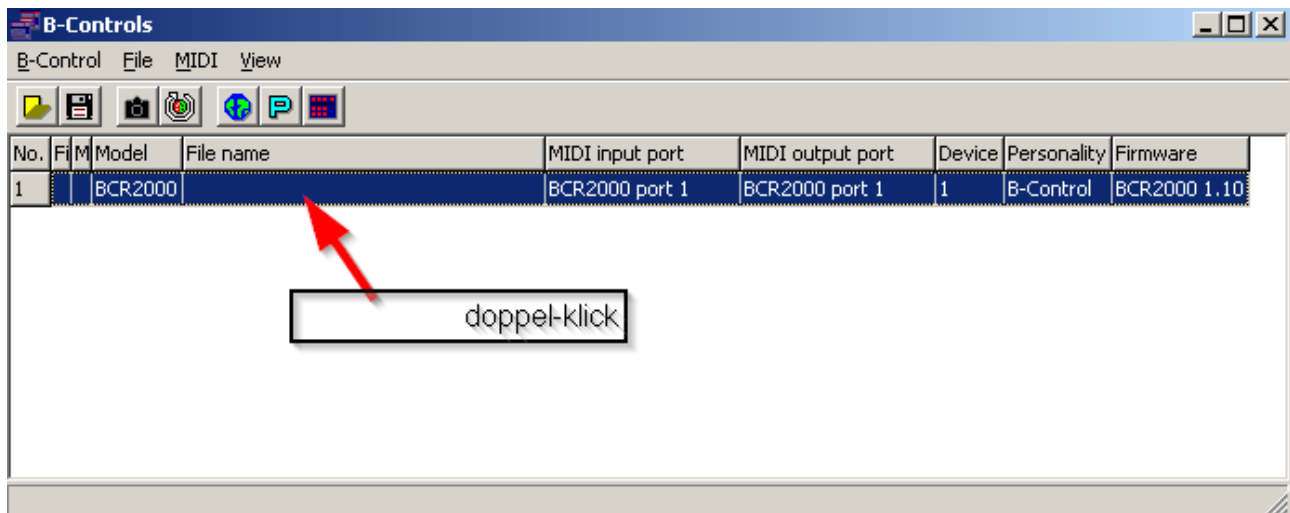 B-Controls
B-Control File MIDI View
No. Fi M Model File name MIDI input port MIDI output port Device Personality Firmware
1 BCR2000 BCR2000 port 1 BCR2000 port 1 1 B-Control BCR2000 1.10
doppel-klick